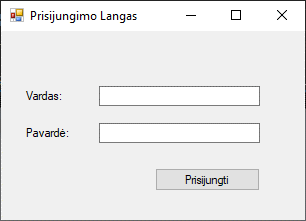 Prisijungimo Langas
Vardas:
Pavardė:
Prisijungti